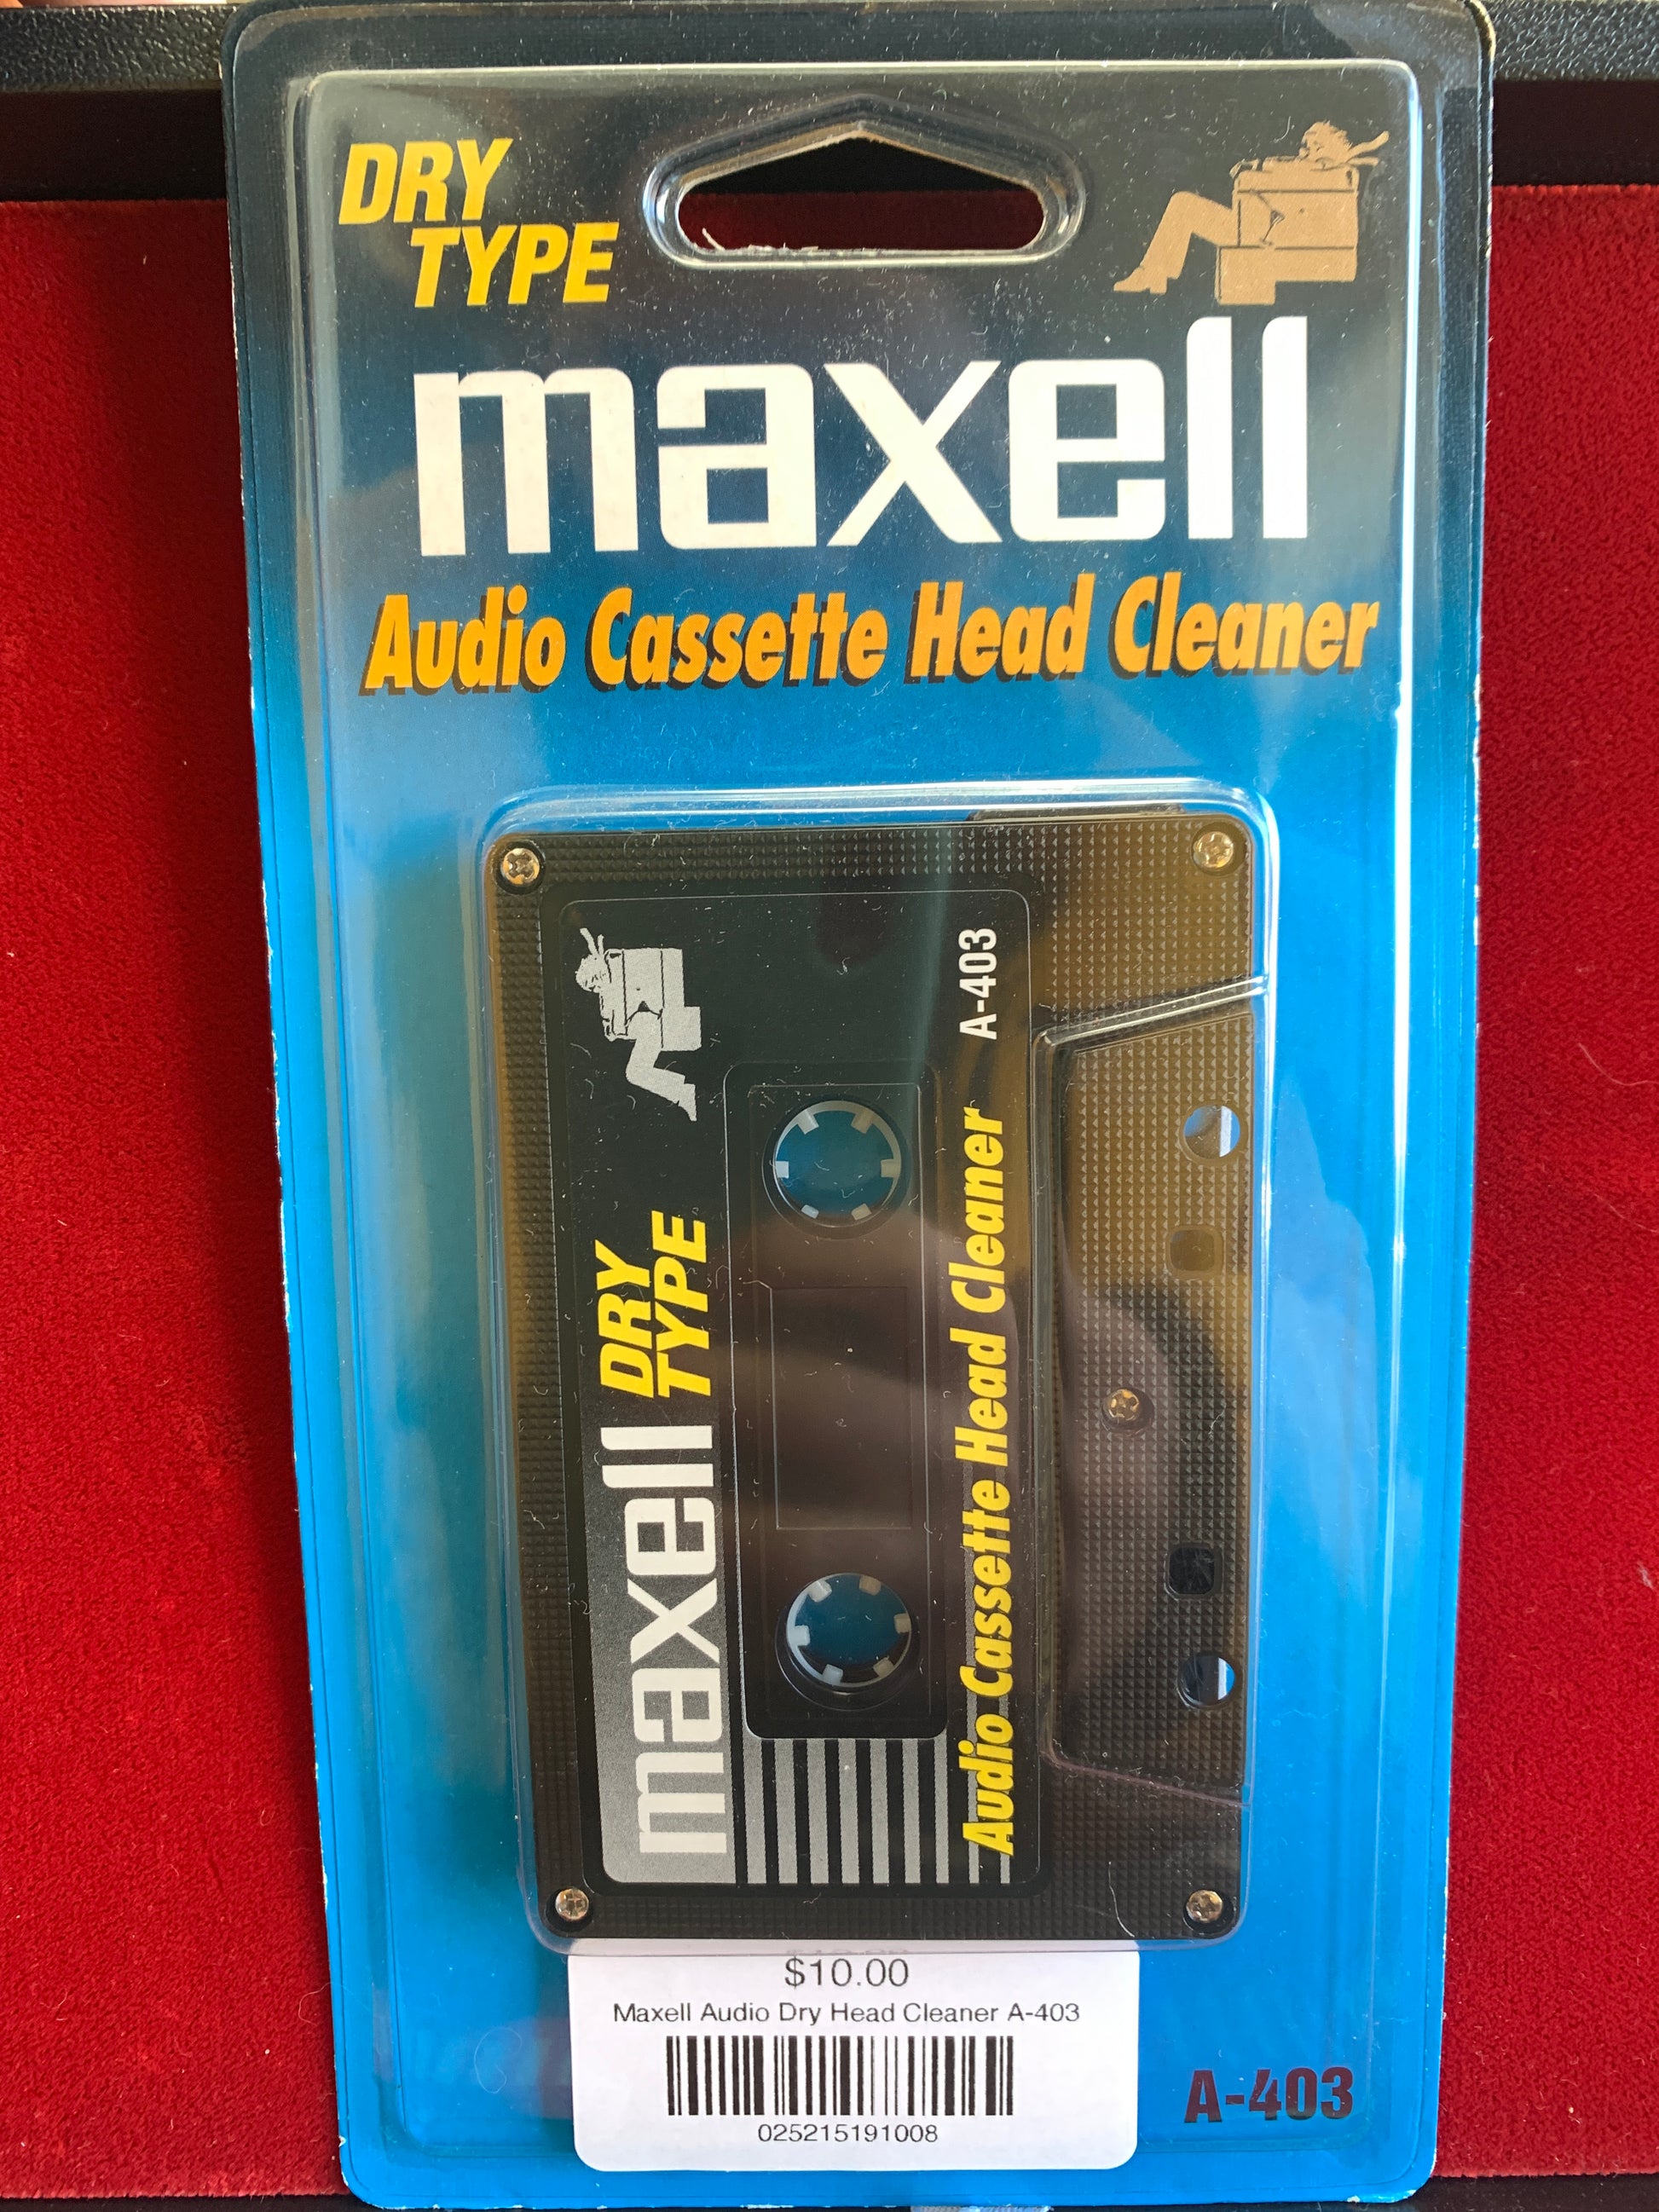 DRY
TYPE
maxell
Audio Cassette Head Cleaner
maxell DRY
TYPE
A-403
Audio Cassette Head Cleaner
$10.00
Maxell Audio Dry Head Cleaner A-403
025215191008
A-403